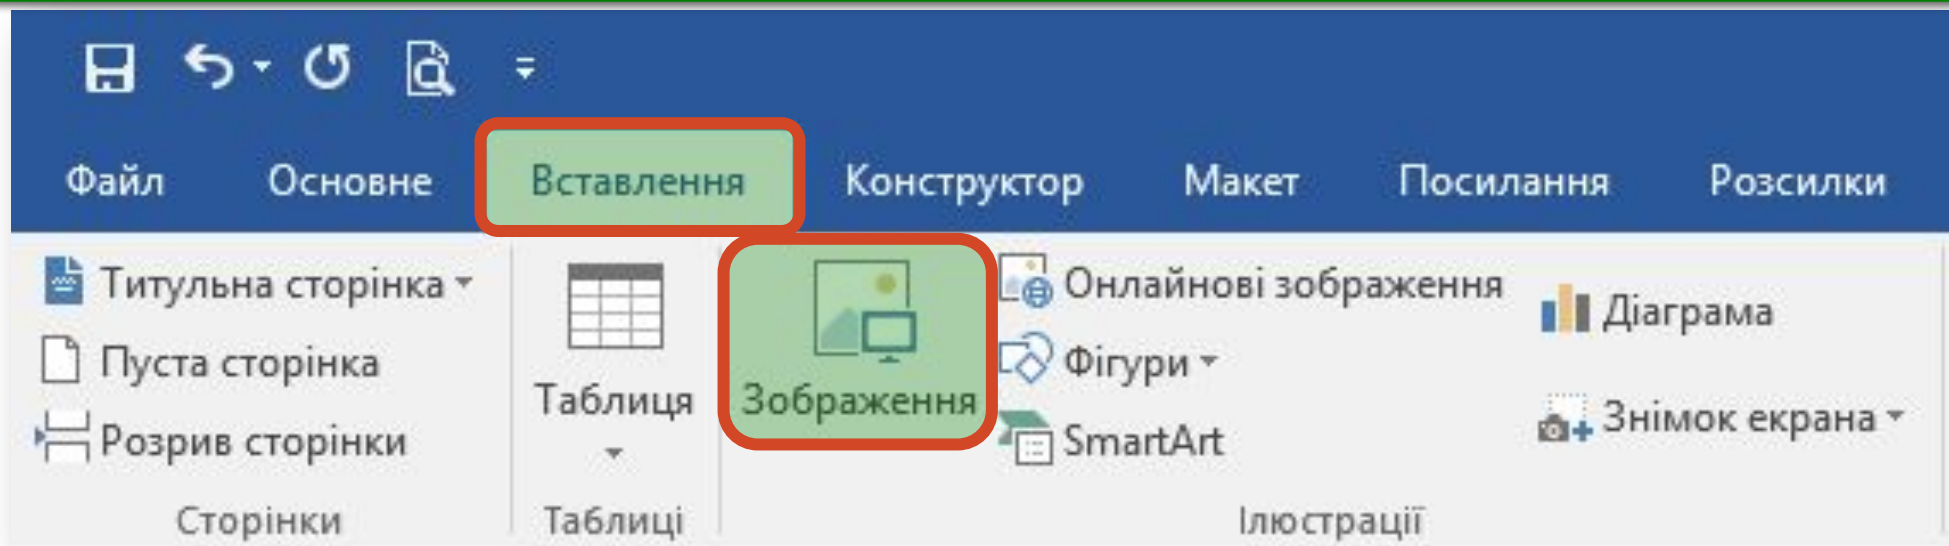 Файл Основне Вставлення Конструктор Макет Посилання Розсилки
Титульна сторінка
Пуста сторінка
Розрив сторінки
Сторінки
Таблиця
Таблиці
Зображення
Онлайнові зображення
Фігури
SmartArt
Діаграма
Знімок екрана
Ілюстрації